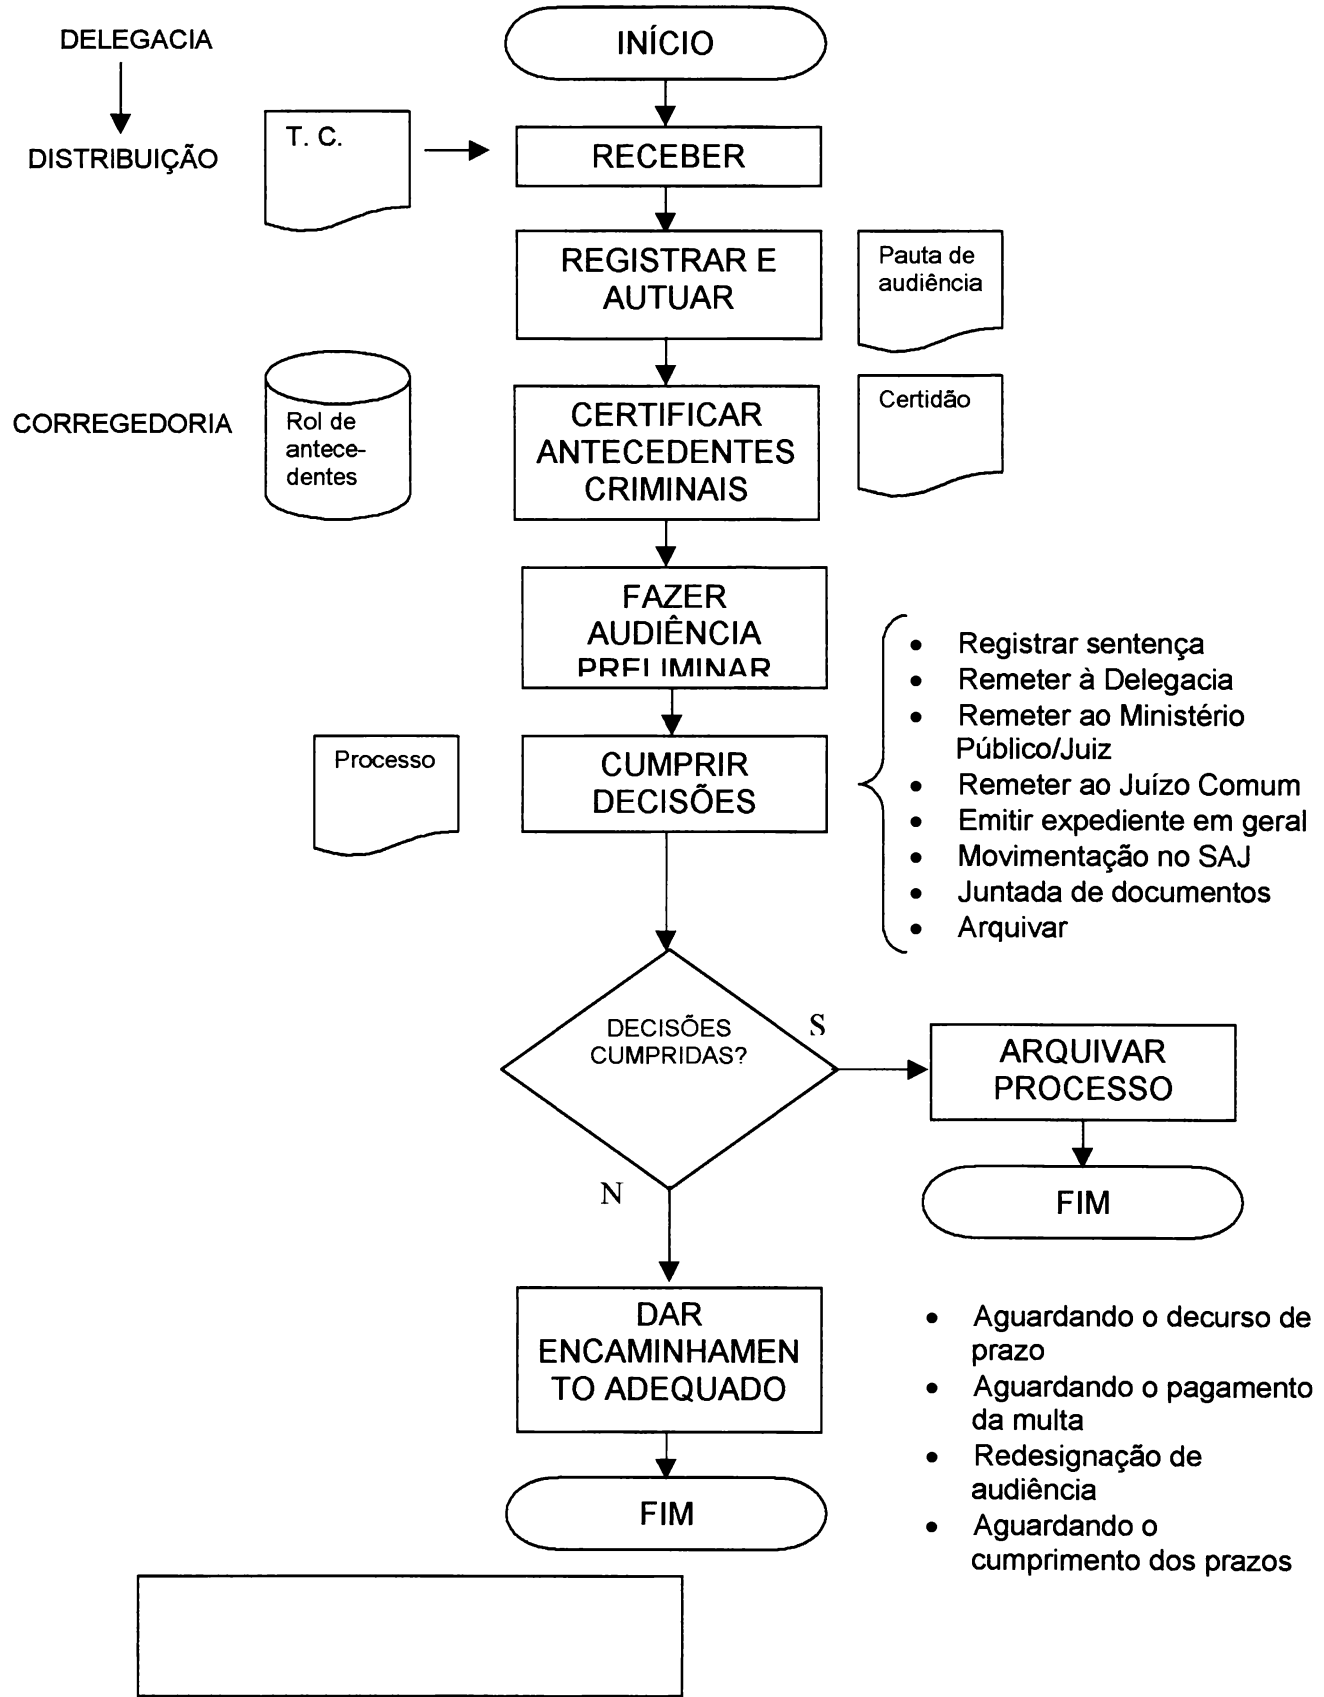 DELEGACIA
INÍCIO
DISTRIBUIÇÃO
T. C.
RECEBER
REGISTRAR E
AUTUAR
Pauta de
audiência
CORREGEDORIA
Rol de
antece-
dentes
CERTIFICAR
ANTECEDENTES
CRIMINAIS
Certidão
FAZER
AUDIÊNCIA
PRELIMINAR
Processo
CUMPRIR
DECISÕES
• Registrar sentença
• Remeter à Delegacia
• Remeter ao Ministério
Público/Juiz
• Remeter ao Juízo Comum
• Emitir expediente em geral
• Movimentação no SAJ
• Juntada de documentos
• Arquivar
DECISÕES
CUMPRIDAS?
S
ARQUIVAR
PROCESSO
N
FIM
DAR
ENCAMINHAMEN
TO ADEQUADO
• Aguardando o decurso de
prazo
• Aguardando o pagamento
da multa
• Redesignação de
audiência
• Aguardando o
cumprimento dos prazos
FIM